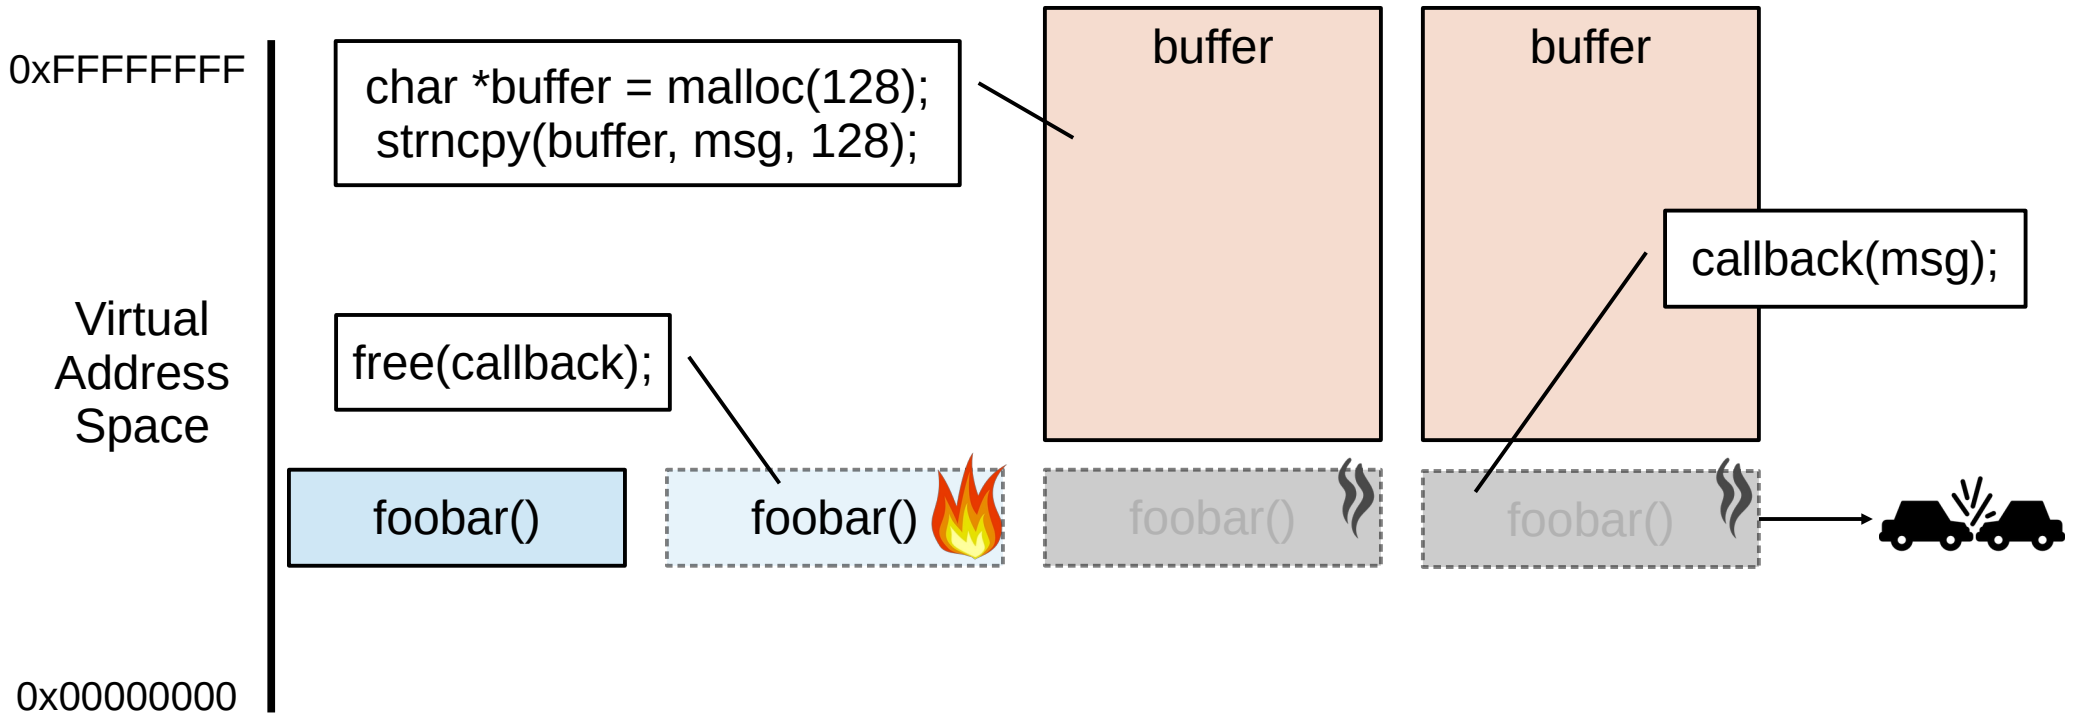 0xFFFFFFFF
char *buffer = malloc(128);
strncpy(buffer, msg, 128);
buffer
buffer
callback(msg);
Virtual
Address
Space
free(callback);
foobar()
foobar()
foobar()
foobar()
0x00000000